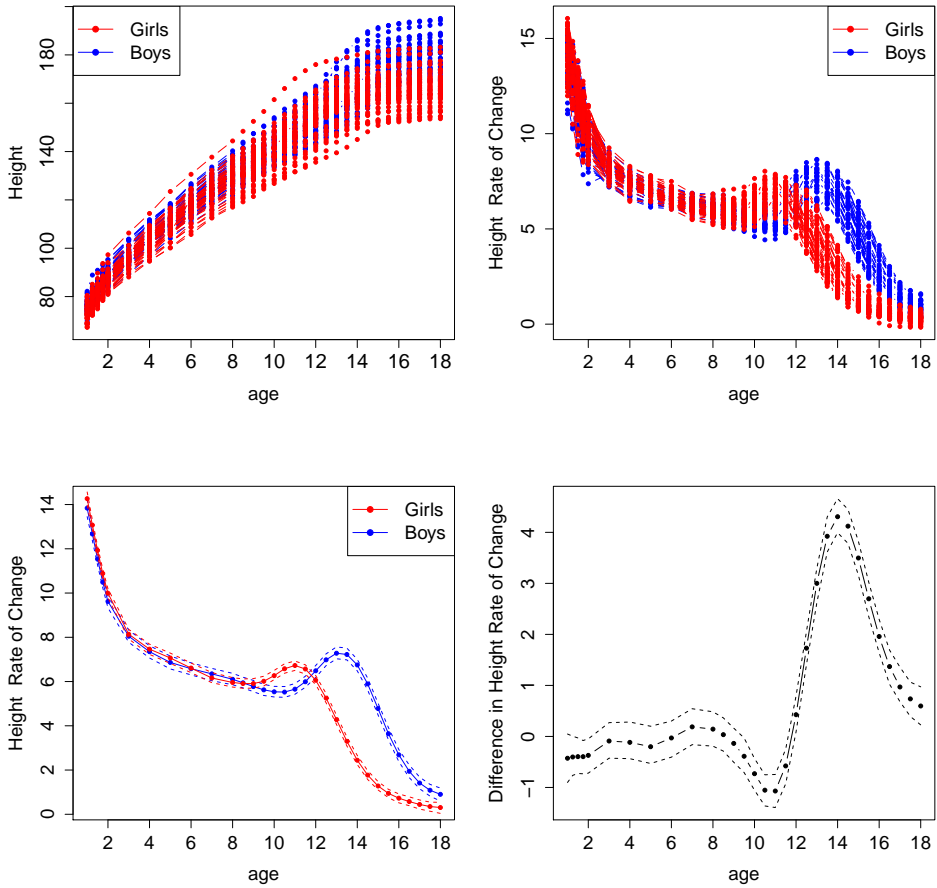 Girls
Boys
Height
80
100
140
180
2 4 6 8 10 12 14 16 18
age
Girls
Boys
Height  Rate of Change
0
5
10
15
2 4 6 8 10 12 14 16 18
age
Girls
Boys
Height  Rate of Change
0
2
4
6
8
10
12
14
2 4 6 8 10 12 14 16 18
age
Difference in Height Rate of Change
−1
0
1
2
3
4
2 4 6 8 10 12 14 16 18
age